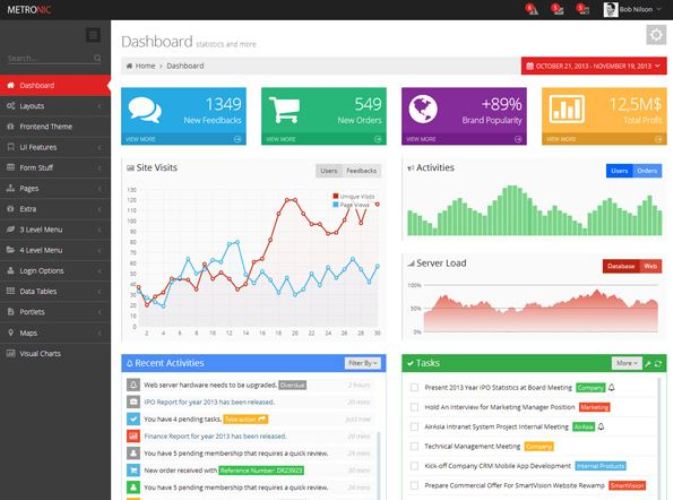 METRONIC
Bob Nilson
Search...
Dashboard
Layouts
Frontend Theme
UI Features
Form Stuff
Pages
Extra
3 Level Menu
4 Level Menu
Login Options
Data Tables
Portlets
Maps
Visual Charts
Dashboard statistics and more
Home > Dashboard
OCTOBER 21, 2013 - NOVEMBER 19, 2013
1349
New Feedbacks
VIEW MORE
549
New Orders
VIEW MORE
+89%
Brand Popularity
VIEW MORE
12,5M$
Total Profit
VIEW MORE
Site Visits
Users Feedbacks
Unique Visits
Page Views
130
120
110
100
90
80
70
60
50
40
30
20
10
0
2 4 6 8 10 12 14 16 18 20 22 24 26 28 30
Activities
Users Orders
Server Load
Database Web
100%
50%
0%
Recent Activities
Filter By
Web server hardware needs to be upgraded. Overdue 2 hours
IPO Report for year 2013 has been released. 20 mins
You have 4 pending tasks. Take action Just now
Finance Report for year 2013 has been released. 20 mins
You have 5 pending membership that requires a quick review. 24 mins
New order received with Reference Number: DR23923 30 mins
You have 5 pending membership that requires a quick review.
Tasks
More
Present 2013 Year IPO Statistics at Board Meeting Company
Hold An Interview for Marketing Manager Position Marketing
AirAsia Intranet System Project Internal Meeting AirAsia
Technical Management Meeting Company
Kick-off Company CRM Mobile App Development Internal Products
Prepare Commercial Offer For SmartVision Website Rewamp SmartVision